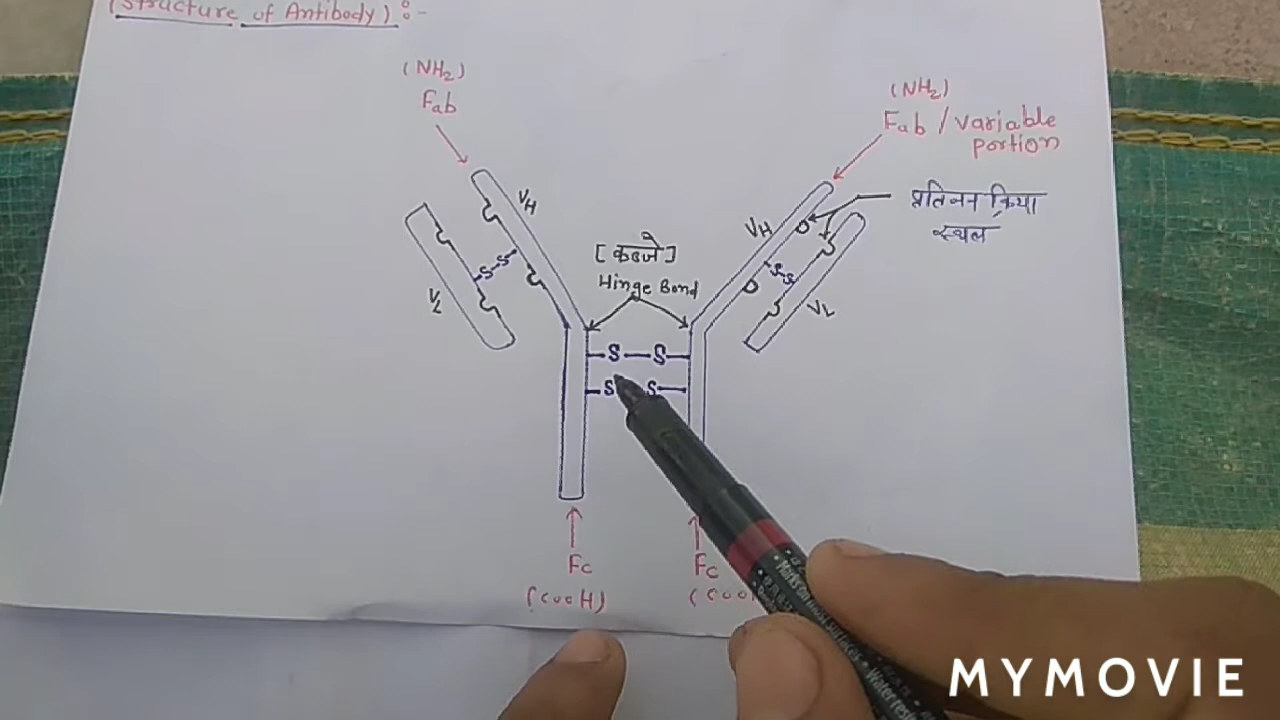 (Structure of Antibody) :-
(NH₂)
Fab
(NH₂)
Fab / Variable
portion
VH
VH
प्रतिजन क्रिया
स्थल
[कब्जे]
Hinge Bond
S-S
S-S
VL
VL
S-S
S S
Fc
(COOH)
Fc
MYMOVIE